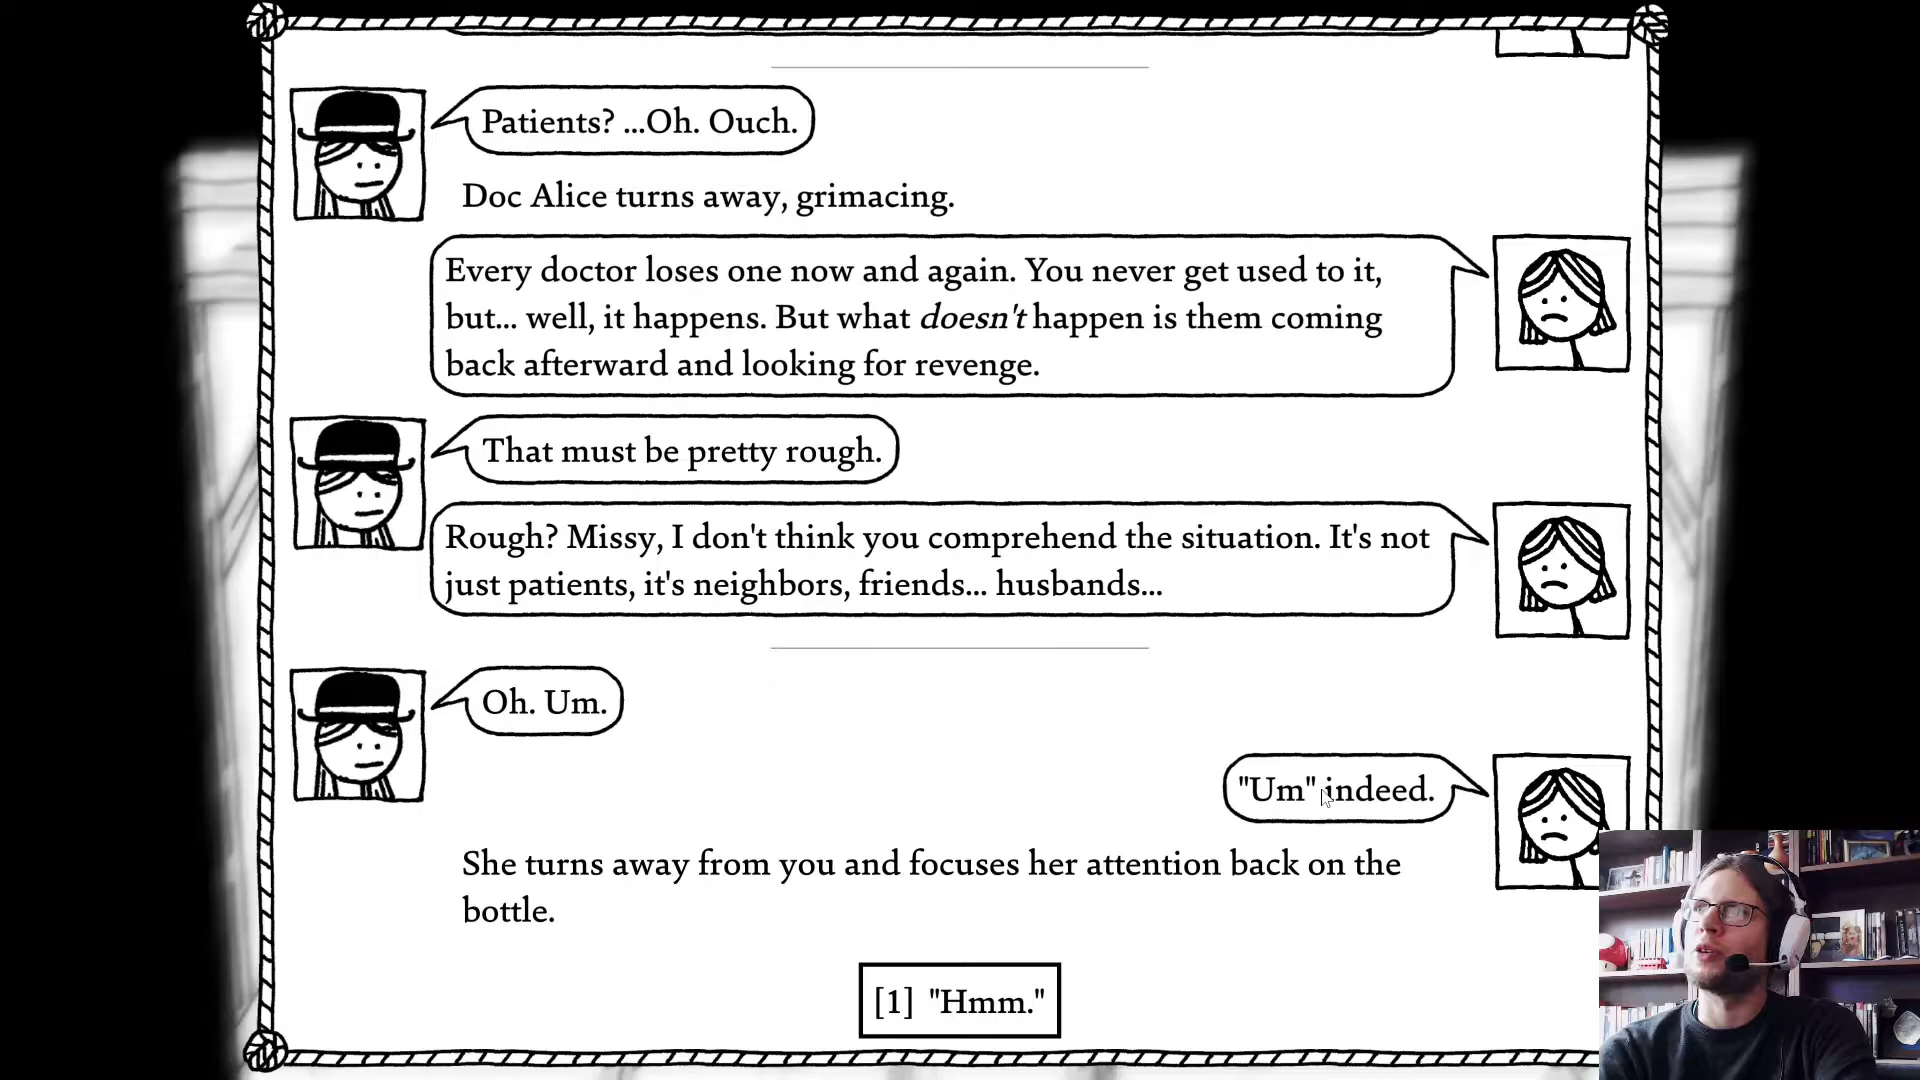 Patients? ...Oh. Ouch.
Doc Alice turns away, grimacing.
Every doctor loses one now and again. You never get used to it,
but... well, it happens. But what doesn't happen is them coming
back afterward and looking for revenge.
That must be pretty rough.
Rough? Missy, I don't think you comprehend the situation. It's not
just patients, it's neighbors, friends... husbands...
Oh. Um.
"Um" indeed.
She turns away from you and focuses her attention back on the
bottle.
[1] "Hmm."